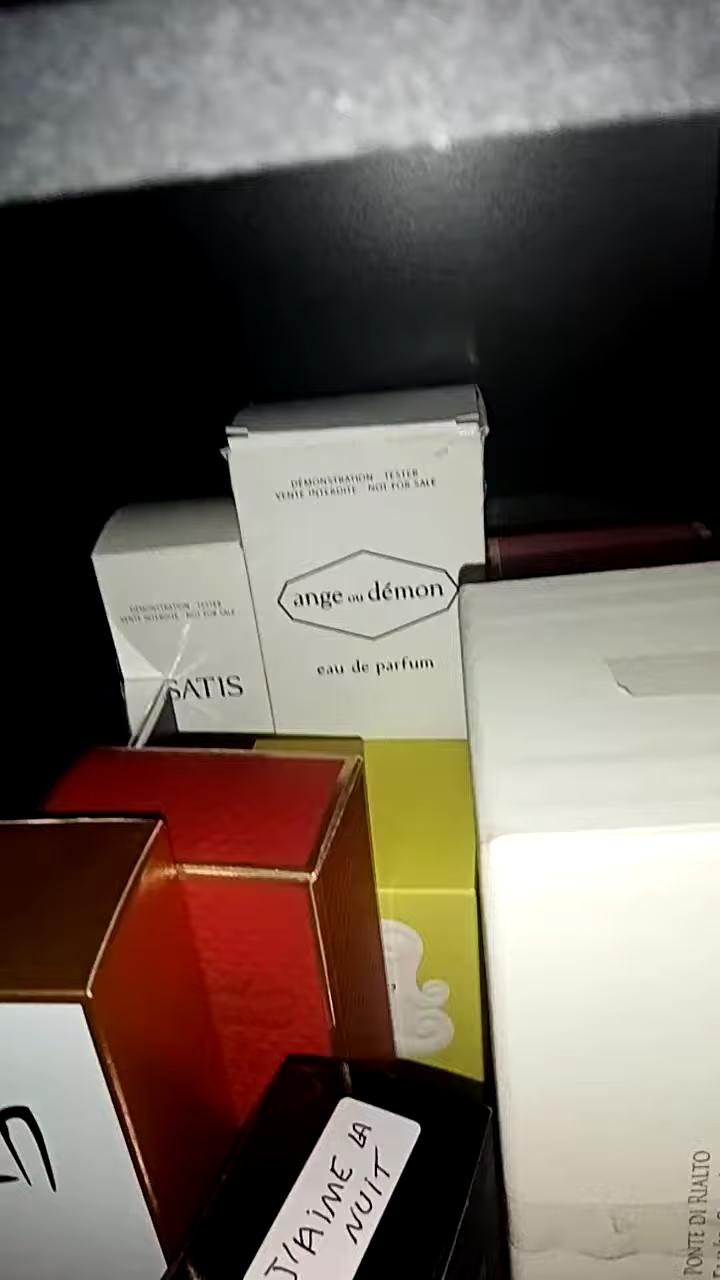 DÉMONSTRATION TESTER
VENTE INTERDITE NOT FOR SALE
ange ou démon
eau de parfum
DÉMONSTRATION TESTER
VENTE INTERDITE NOT FOR SALE
SATIS
J'AIME LA
NUIT
PONTE DI RIALTO